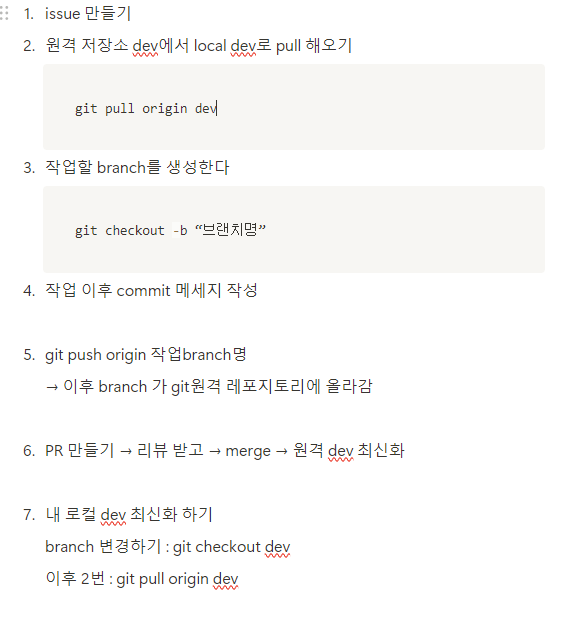 1. issue 만들기
2. 원격 저장소 dev에서 local dev로 pull 해오기
git pull origin dev
3. 작업할 branch를 생성한다
git checkout -b “브랜치명”
4. 작업 이후 commit 메세지 작성
5. git push origin 작업branch명
→ 이후 branch 가 git원격 레포지토리에 올라감
6. PR 만들기 → 리뷰 받고 → merge → 원격 dev 최신화
7. 내 로컬 dev 최신화 하기
branch 변경하기 : git checkout dev
이후 2번 : git pull origin dev